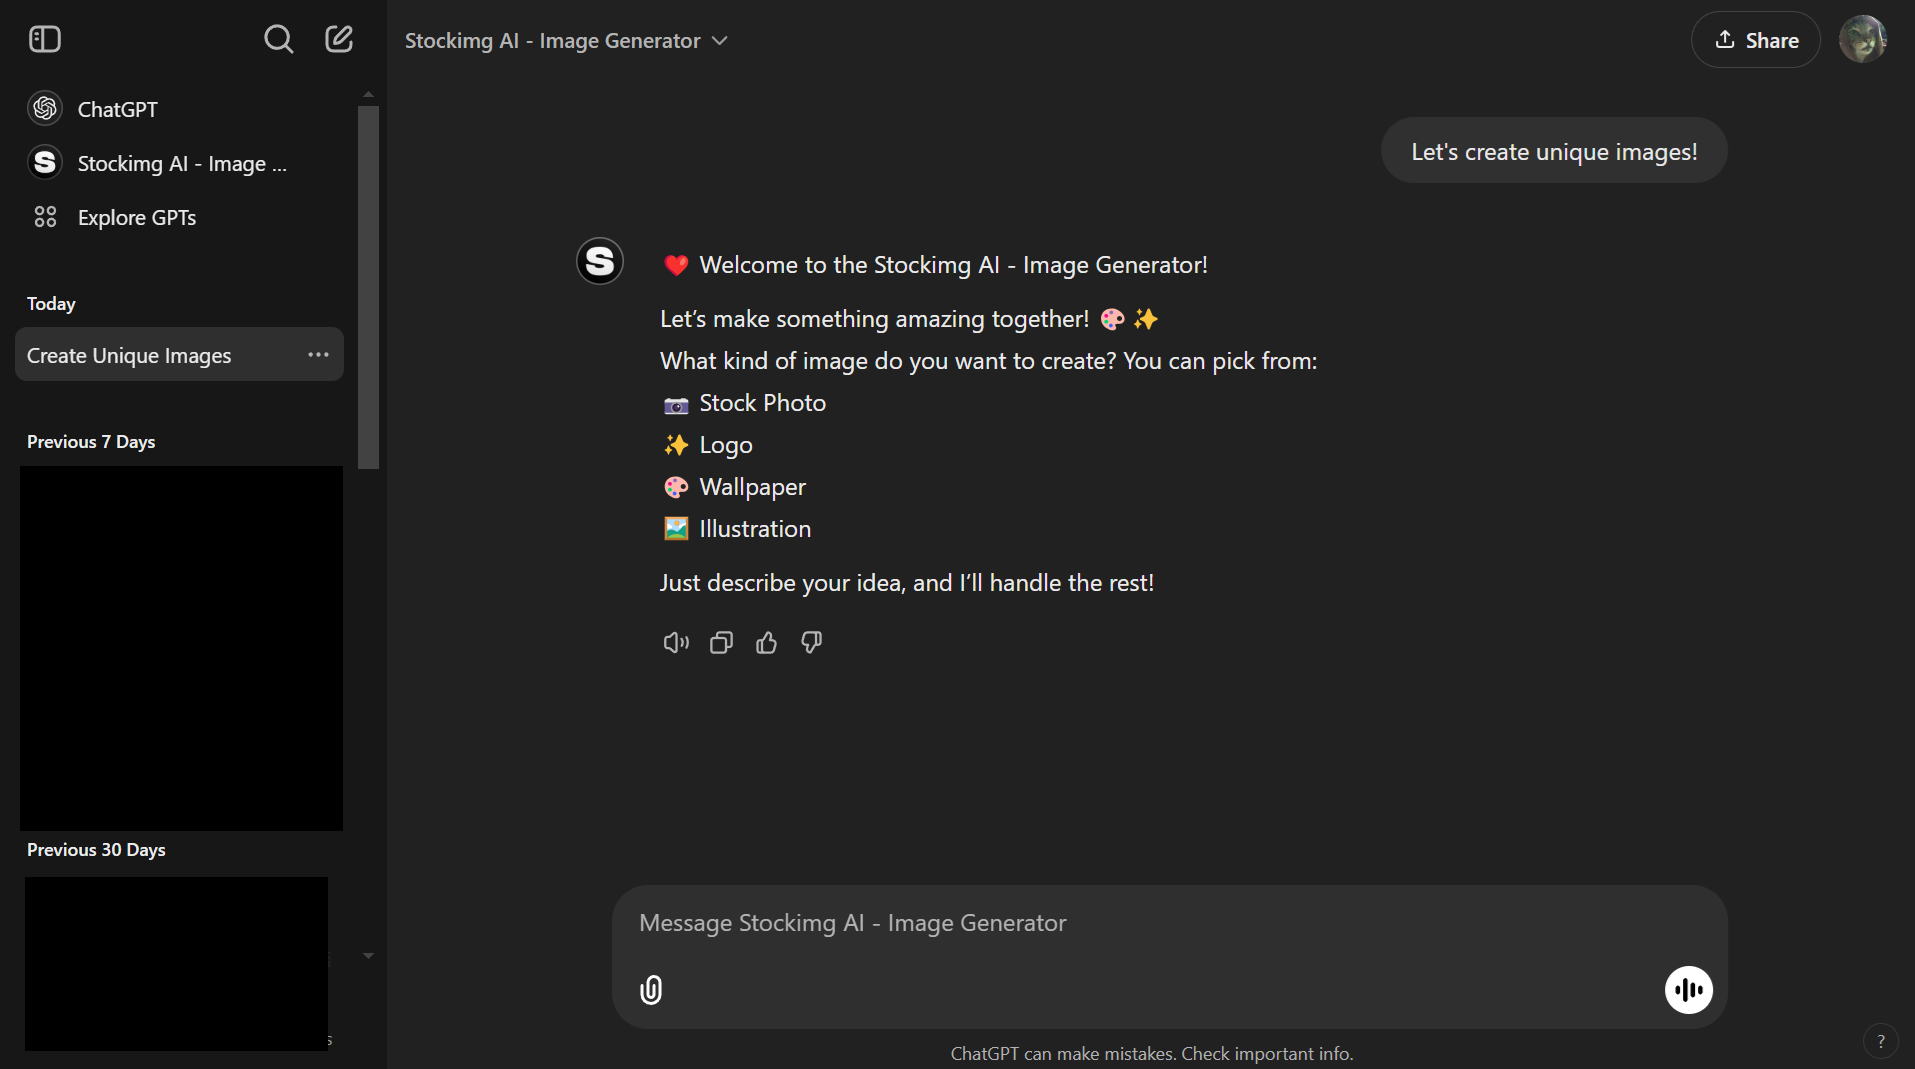 Stockimg AI - Image Generator
Share
ChatGPT
S
Stockimg AI - Image ...
Explore GPTs
Today
Create Unique Images
Previous 7 Days
Previous 30 Days
s
Let's create unique images!
S
❤️ Welcome to the Stockimg AI - Image Generator!
Let’s make something amazing together! 🎨 ✨
What kind of image do you want to create? You can pick from:
📷 Stock Photo
✨ Logo
🎨 Wallpaper
🖼️ Illustration
Just describe your idea, and I’ll handle the rest!
Message Stockimg AI - Image Generator
ChatGPT can make mistakes. Check important info.
?